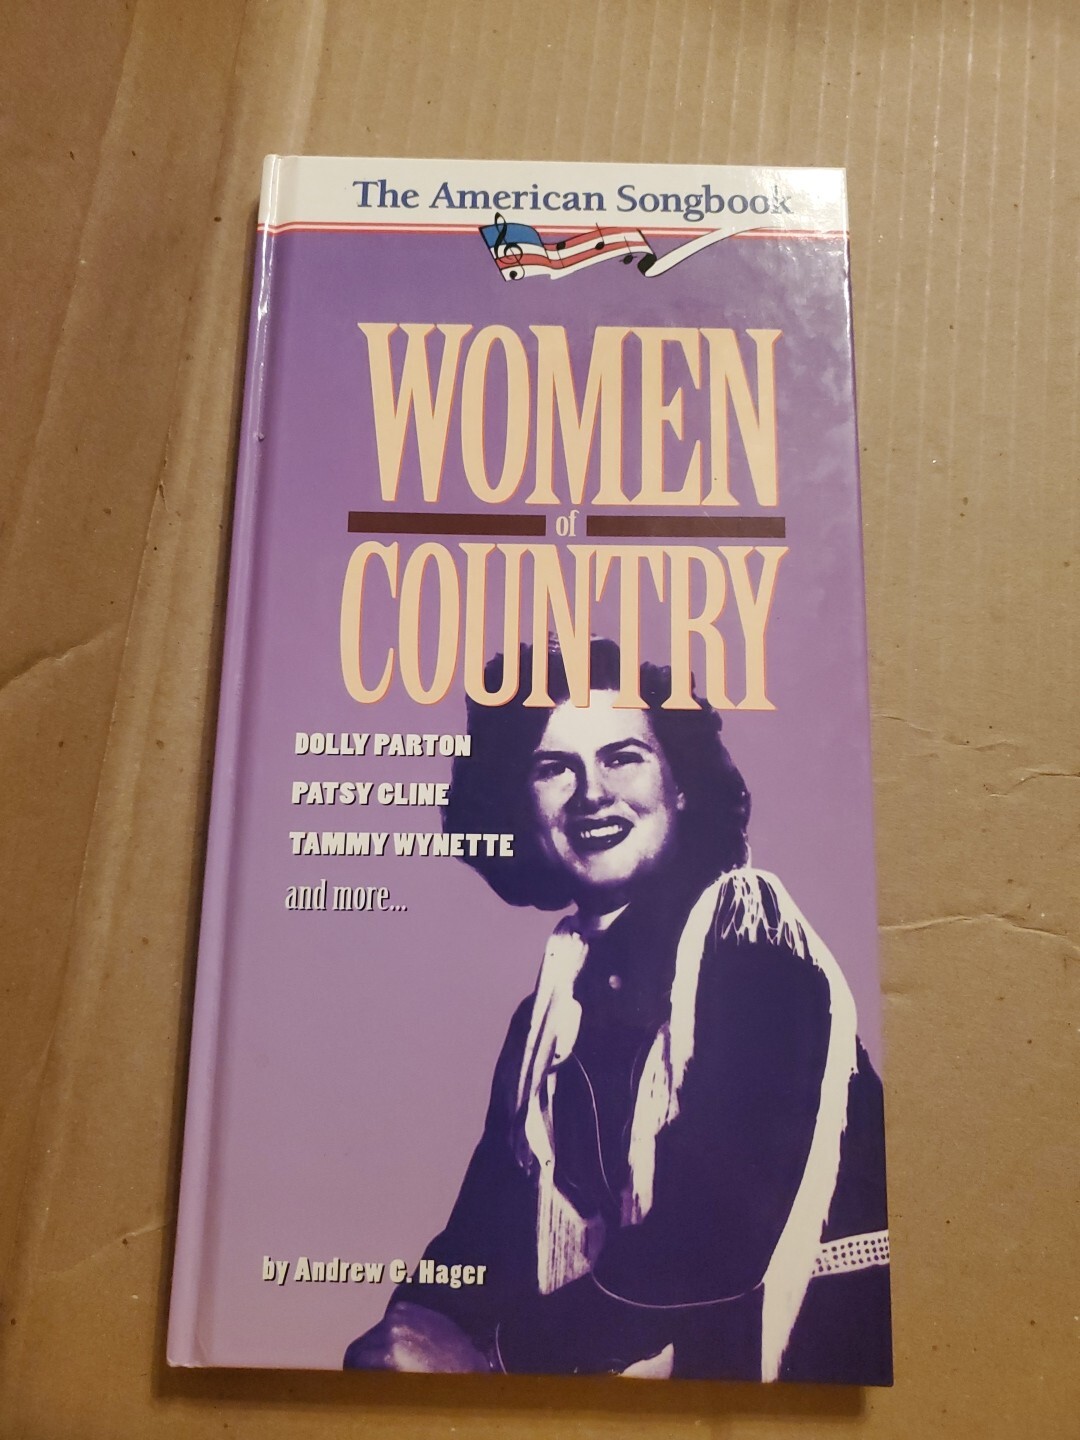 The American Songbook
WOMEN
of
COUNTRY
DOLLY PARTON
PATSY CLINE
TAMMY WYNETTE
and more...
by Andrew G. Hager